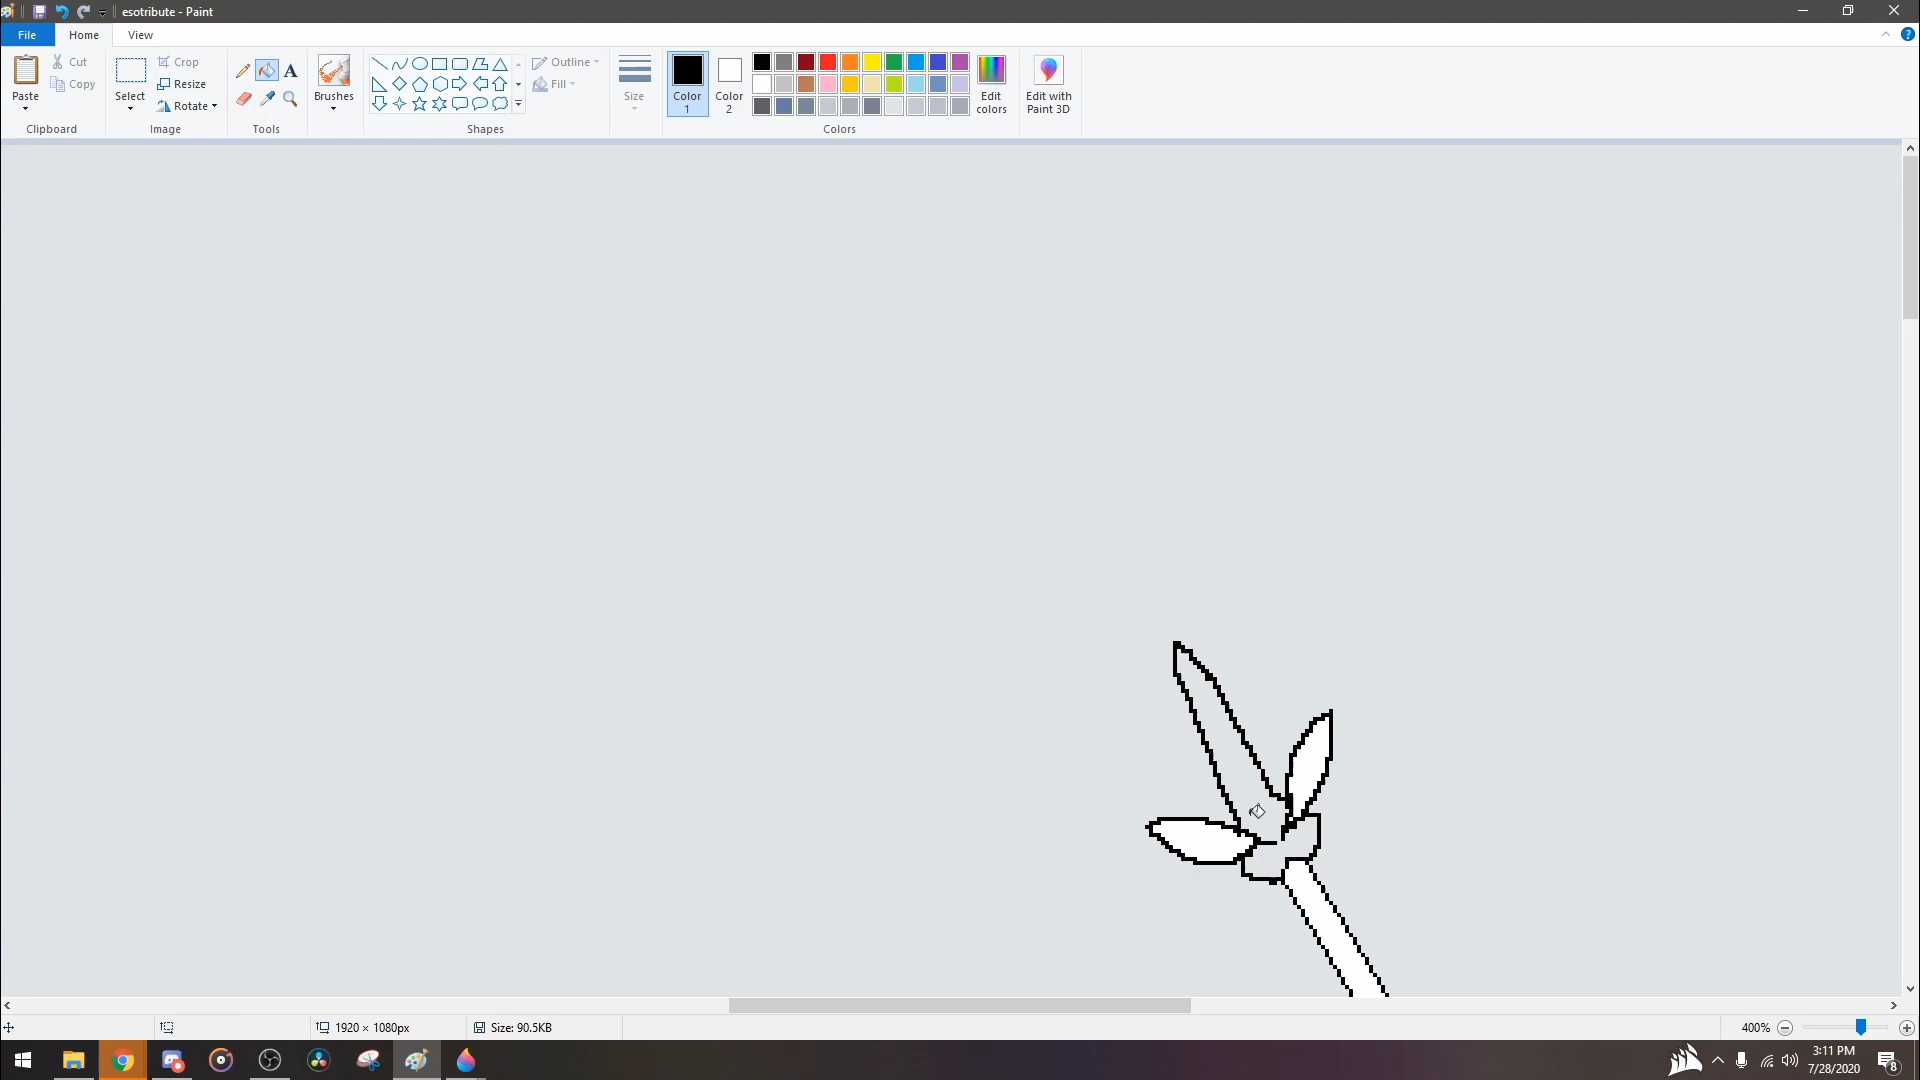 esotribute - Paint
File Home View
Paste Cut Copy Select Crop Resize Rotate A Brushes Outline Fill Size Color 1 Color 2 Edit colors Edit with Paint 3D
Clipboard Image Tools Shapes Colors
1920 × 1080px Size: 90.5KB 400%
3:11 PM
7/28/2020 8